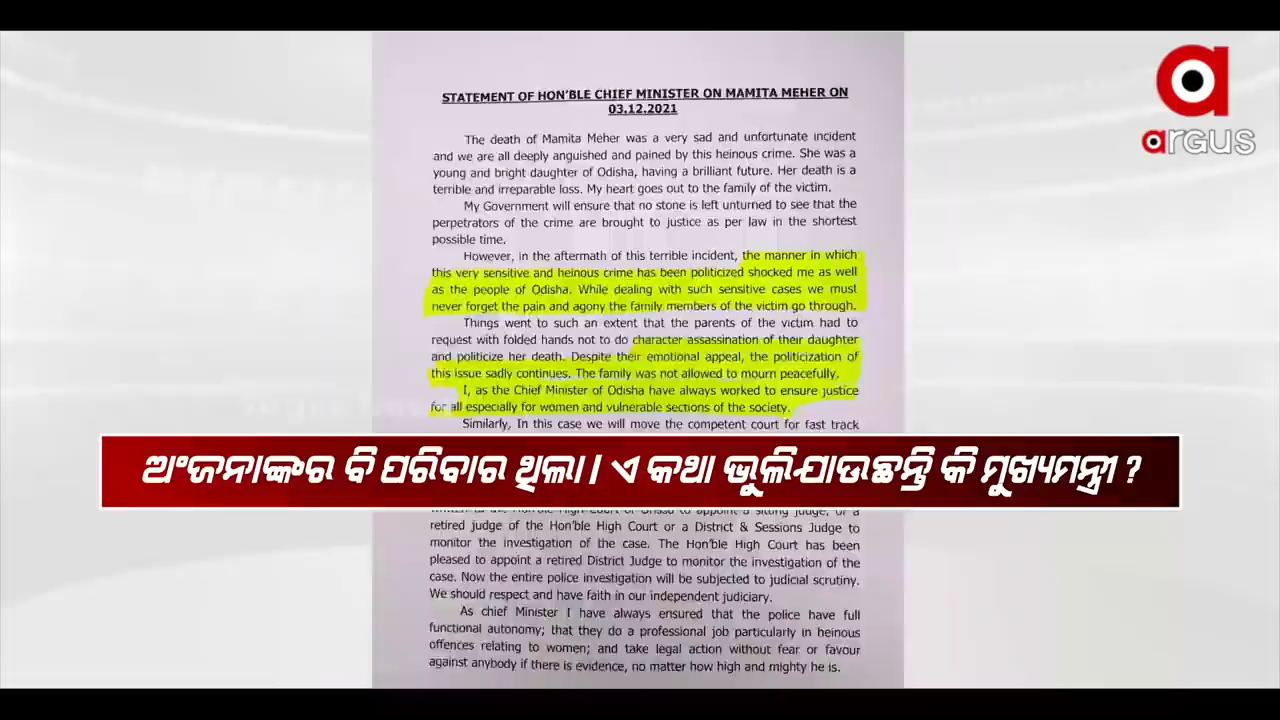 STATEMENT OF HON'BLE CHIEF MINISTER ON MAMITA MEHER ON
03.12.2021
argus
The death of Mamita Meher was a very sad and unfortunate incident
and we are all deeply anguished and pained by this heinous crime. She was a
young and bright daughter of Odisha, having a brilliant future. Her death is a
terrible and irreparable loss. My heart goes out to the family of the victim.
My Government will ensure that no stone is left unturned to see that the
perpetrators of the crime are brought to justice as per law in the shortest
possible time.
However, in the aftermath of this terrible incident, the manner in which
this very sensitive and heinous crime has been politicized shocked me as well
as the people of Odisha. While dealing with such sensitive cases we must
never forget the pain and agony the family members of the victim go through.
Things went to such an extent that the parents of the victim had to
request with folded hands not to do character assassination of their daughter
and politicize her death. Despite their emotional appeal, the politicization of
this issue sadly continues. The family was not allowed to mourn peacefully.
I, as the Chief Minister of Odisha have always worked to ensure justice
for all especially for women and vulnerable sections of the society.
Similarly, In this case we will move the competent court for fast track
ଅଂଜନାଙ୍କର ବି ପରିବାର ଥିଲା । ଏ କଥା ଭୁଲିଯାଉଛନ୍ତି କି ମୁଖ୍ୟମନ୍ତ୍ରୀ ?
written to the Hon'ble High Court of Orissa to appoint a sitting judge, or a
retired judge of the Hon'ble High Court or a District & Sessions Judge to
monitor the investigation of the case. The Hon'ble High Court has been
pleased to appoint a retired District Judge to monitor the investigation of the
case. Now the entire police investigation will be subjected to judicial scrutiny.
We should respect and have faith in our independent judiciary.
As chief Minister I have always ensured that the police have full
functional autonomy; that they do a professional job particularly in heinous
offences relating to women; and take legal action without fear or favour
against anybody if there is evidence, no matter how high and mighty he is.